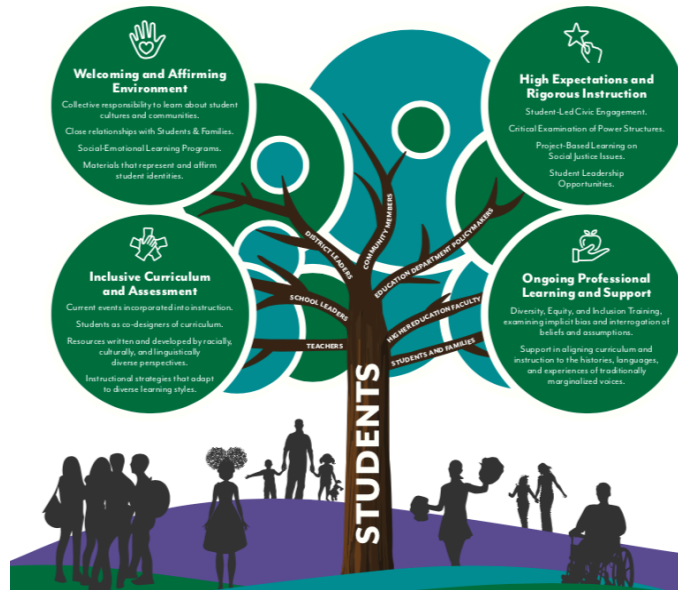 Welcoming and Affirming
Environment
Collective responsibility to learn about student
cultures and communities.
Close relationships with Students & Families.
Social-Emotional Learning Programs.
Materials that represent and affirm
student identities.
High Expectations and
Rigorous Instruction
Student-Led Civic Engagement.
Critical Examination of Power Structures.
Project-Based Learning on
Social Justice Issues.
Student Leadership
Opportunities.
Inclusive Curriculum
and Assessment
Current events incorporated into instruction.
Students as co-designers of curriculum.
Resources written and developed by racially,
culturally, and linguistically
diverse perspectives.
Instructional strategies that adapt
to diverse learning styles.
Ongoing Professional
Learning and Support
Diversity, Equity, and Inclusion Training,
examining implicit bias and interrogation of
beliefs and assumptions.
Support in aligning curriculum and
instruction to the histories, languages,
and experiences of traditionally
marginalized voices.
DISTRICT LEADERS
COMMUNITY MEMBERS
EDUCATION DEPARTMENT POLICYMAKERS
SCHOOL LEADERS
HIGHER EDUCATION FACULTY
TEACHERS
STUDENTS AND FAMILIES
STUDENTS